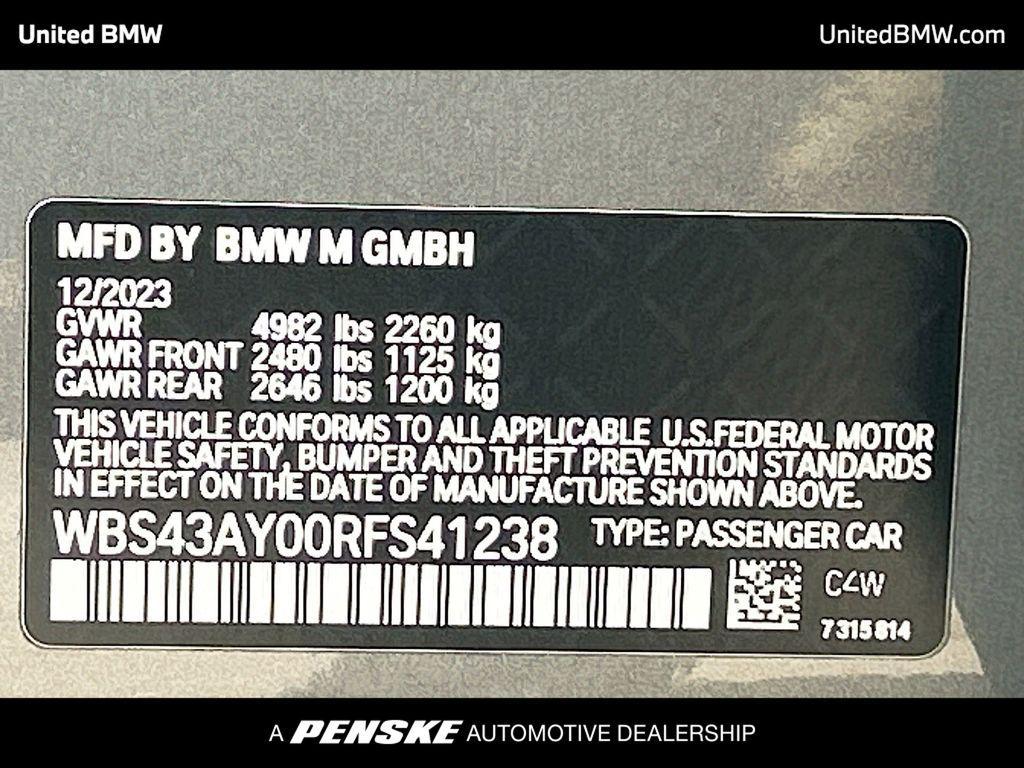 United BMW
UnitedBMW.com
MFD BY BMW M GMBH
12/2023
GVWR 4982 lbs 2260 kg
GAWR FRONT 2480 lbs 1125 kg
GAWR REAR 2646 lbs 1200 kg
THIS VEHICLE CONFORMS TO ALL APPLICABLE U.S.FEDERAL MOTOR
VEHICLE SAFETY, BUMPER AND THEFT PREVENTION STANDARDS
IN EFFECT ON THE DATE OF MANUFACTURE SHOWN ABOVE.
WBS43AY00RFS41238 TYPE: PASSENGER CAR
C4W
7315814
A PENSKE AUTOMOTIVE DEALERSHIP